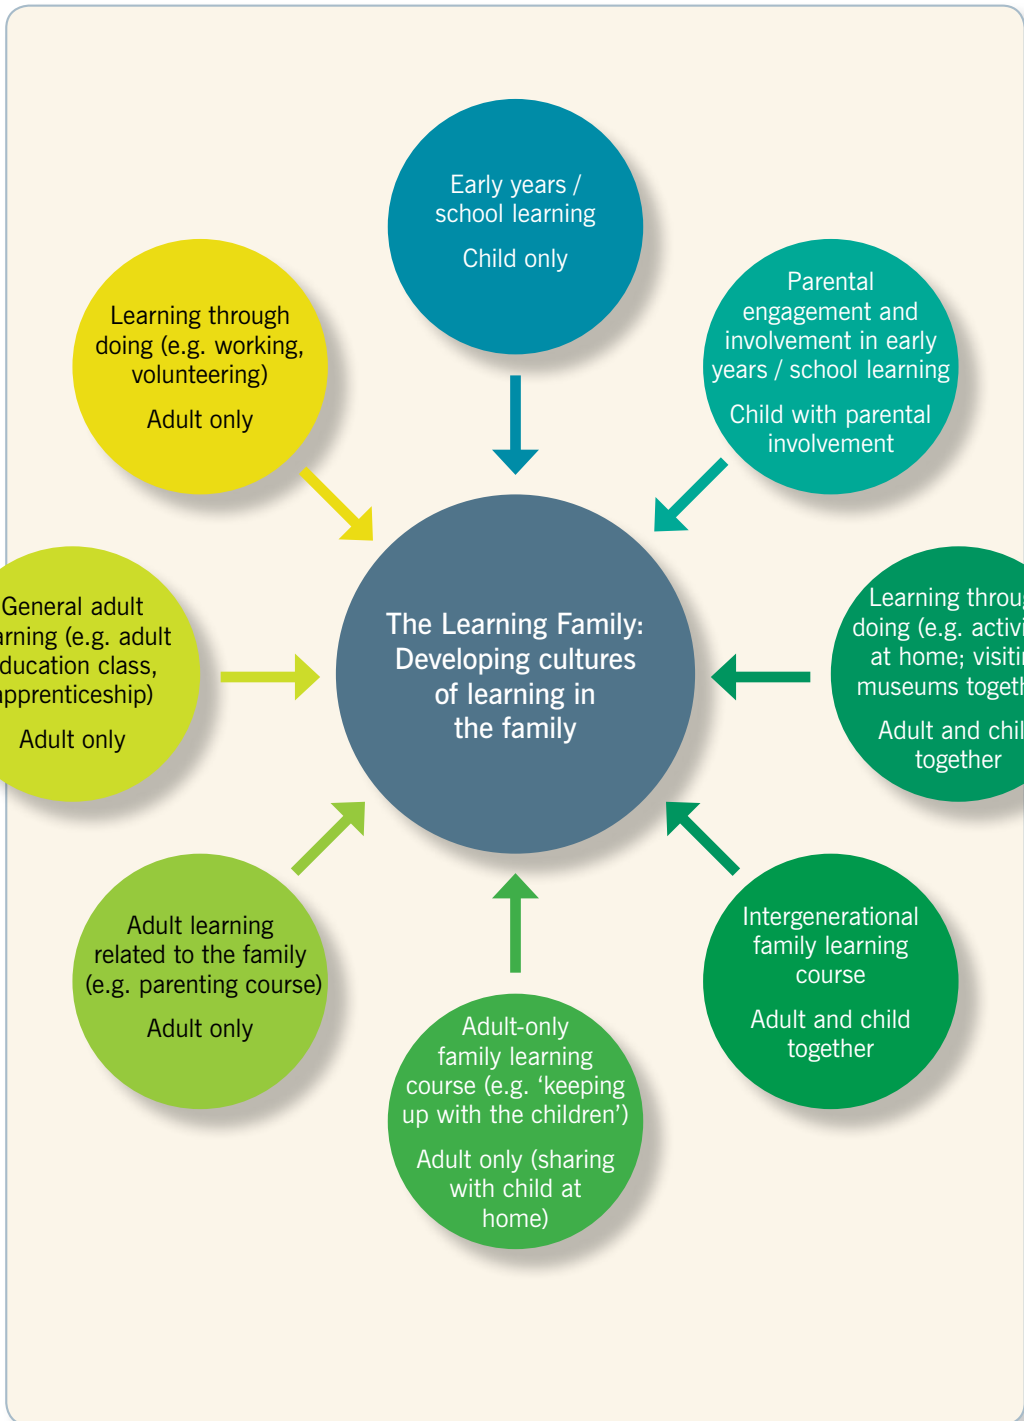 Early years /
school learning
Child only
Parental
engagement and
involvement in early
years / school learning
Child with parental
involvement
Learning through
doing (e.g. working,
volunteering)
Adult only
The Learning Family:
Developing cultures
of learning in
the family
General adult
(e.g. adult
class,
Adult only
Learning
doing (e.g.
at home;
museums
Adult and
together
Adult learning
related to the family
(e.g. parenting course)
Adult only
Intergenerational
family learning
course
Adult and child
together
Adult-only
family learning
course (e.g. ‘keeping
up with the children’)
Adult only (sharing
with child at
home)